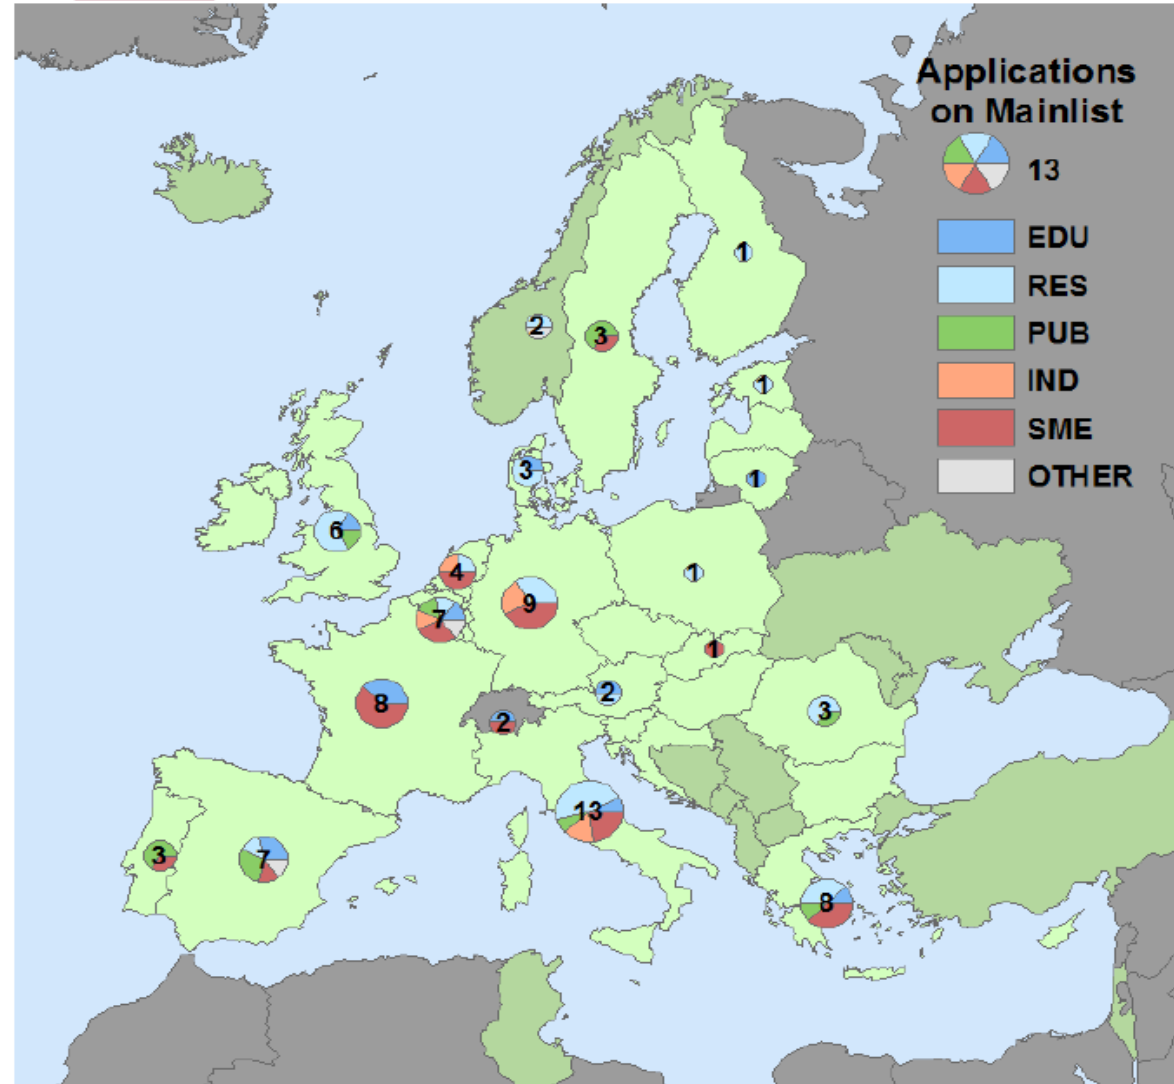 Applications
on Mainlist
13
EDU
RES
PUB
IND
SME
OTHER
1
2
3
1
3
1
6
4
1
9
7
1
2
8
2
3
13
3
7
8